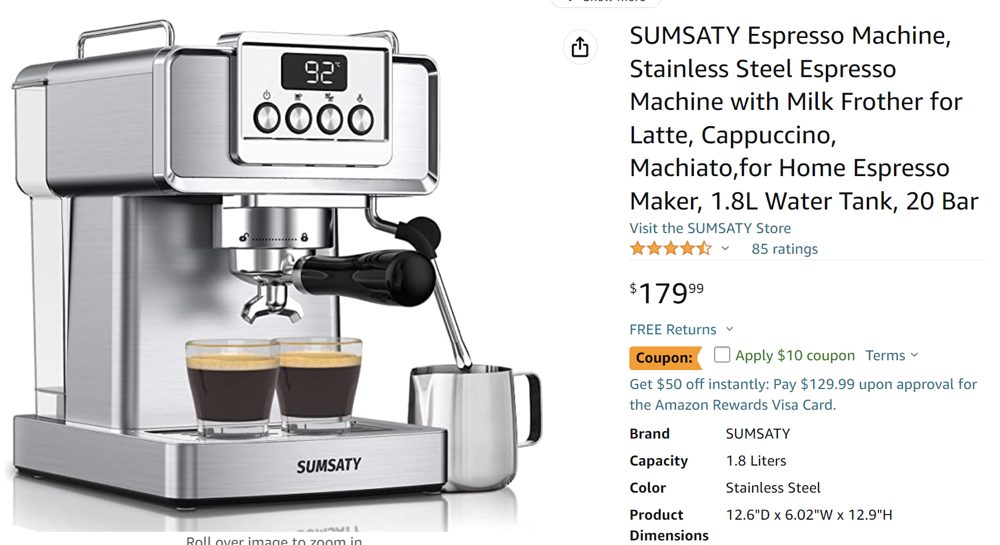 Show more
92°C
SUMSATY
Roll over image to zoom in
SUMSATY Espresso Machine,
Stainless Steel Espresso
Machine with Milk Frother for
Latte, Cappuccino,
Machiato,for Home Espresso
Maker, 1.8L Water Tank, 20 Bar
Visit the SUMSATY Store
85 ratings
$17999
FREE Returns
Coupon: Apply $10 coupon Terms
Get $50 off instantly: Pay $129.99 upon approval for
the Amazon Rewards Visa Card.
Brand SUMSATY
Capacity 1.8 Liters
Color Stainless Steel
Product 12.6"D x 6.02"W x 12.9"H
Dimensions